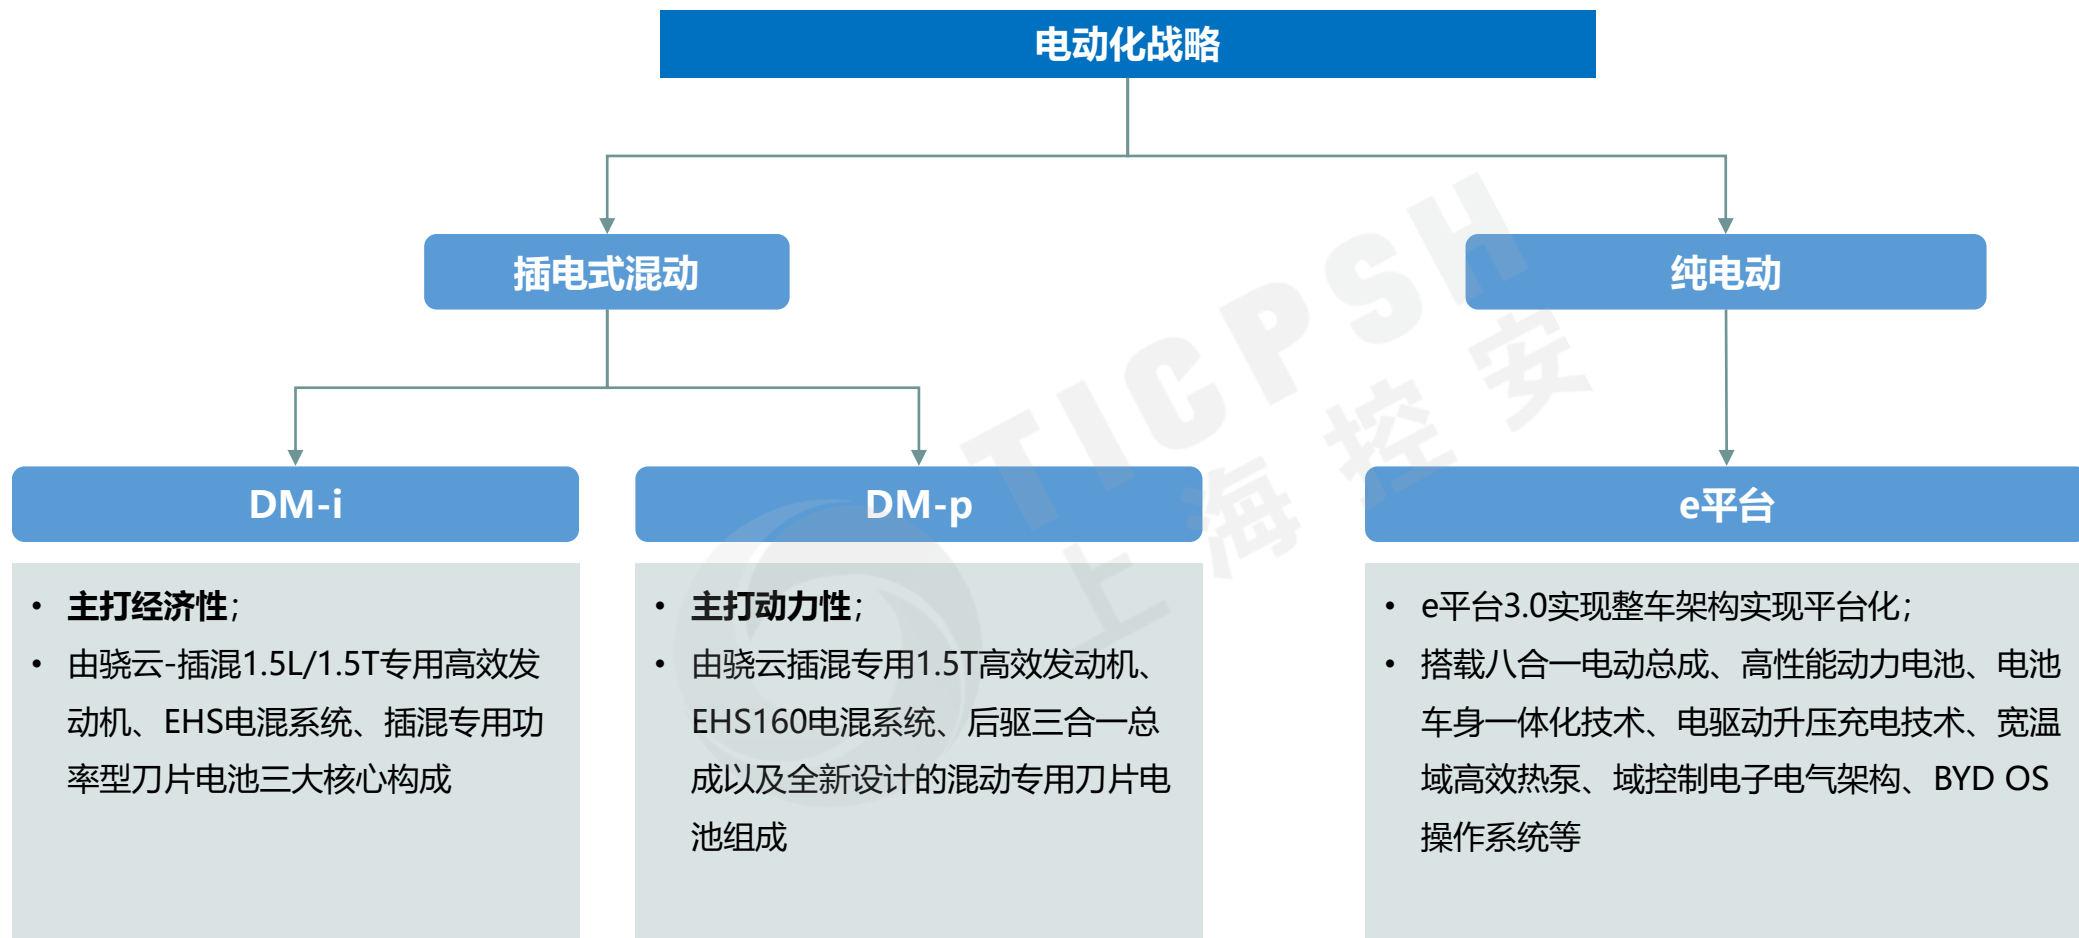 电动化战略
插电式混动
纯电动
DM-i
DM-p
e平台
• 主打经济性；
• 由骁云-插混1.5L/1.5T专用高效发
动机、EHS电混系统、插混专用功
率型刀片电池三大核心构成
• 主打动力性；
• 由骁云插混专用1.5T高效发动机、
EHS160电混系统、后驱三合一总
成以及全新设计的混动专用刀片电
池组成
• e平台3.0实现整车架构实现平台化；
• 搭载八合一电动总成、高性能动力电池、电池
车身一体化技术、电驱动升压充电技术、宽温
域高效热泵、域控制电子电气架构、BYD OS
操作系统等
TICPSH
上海控安